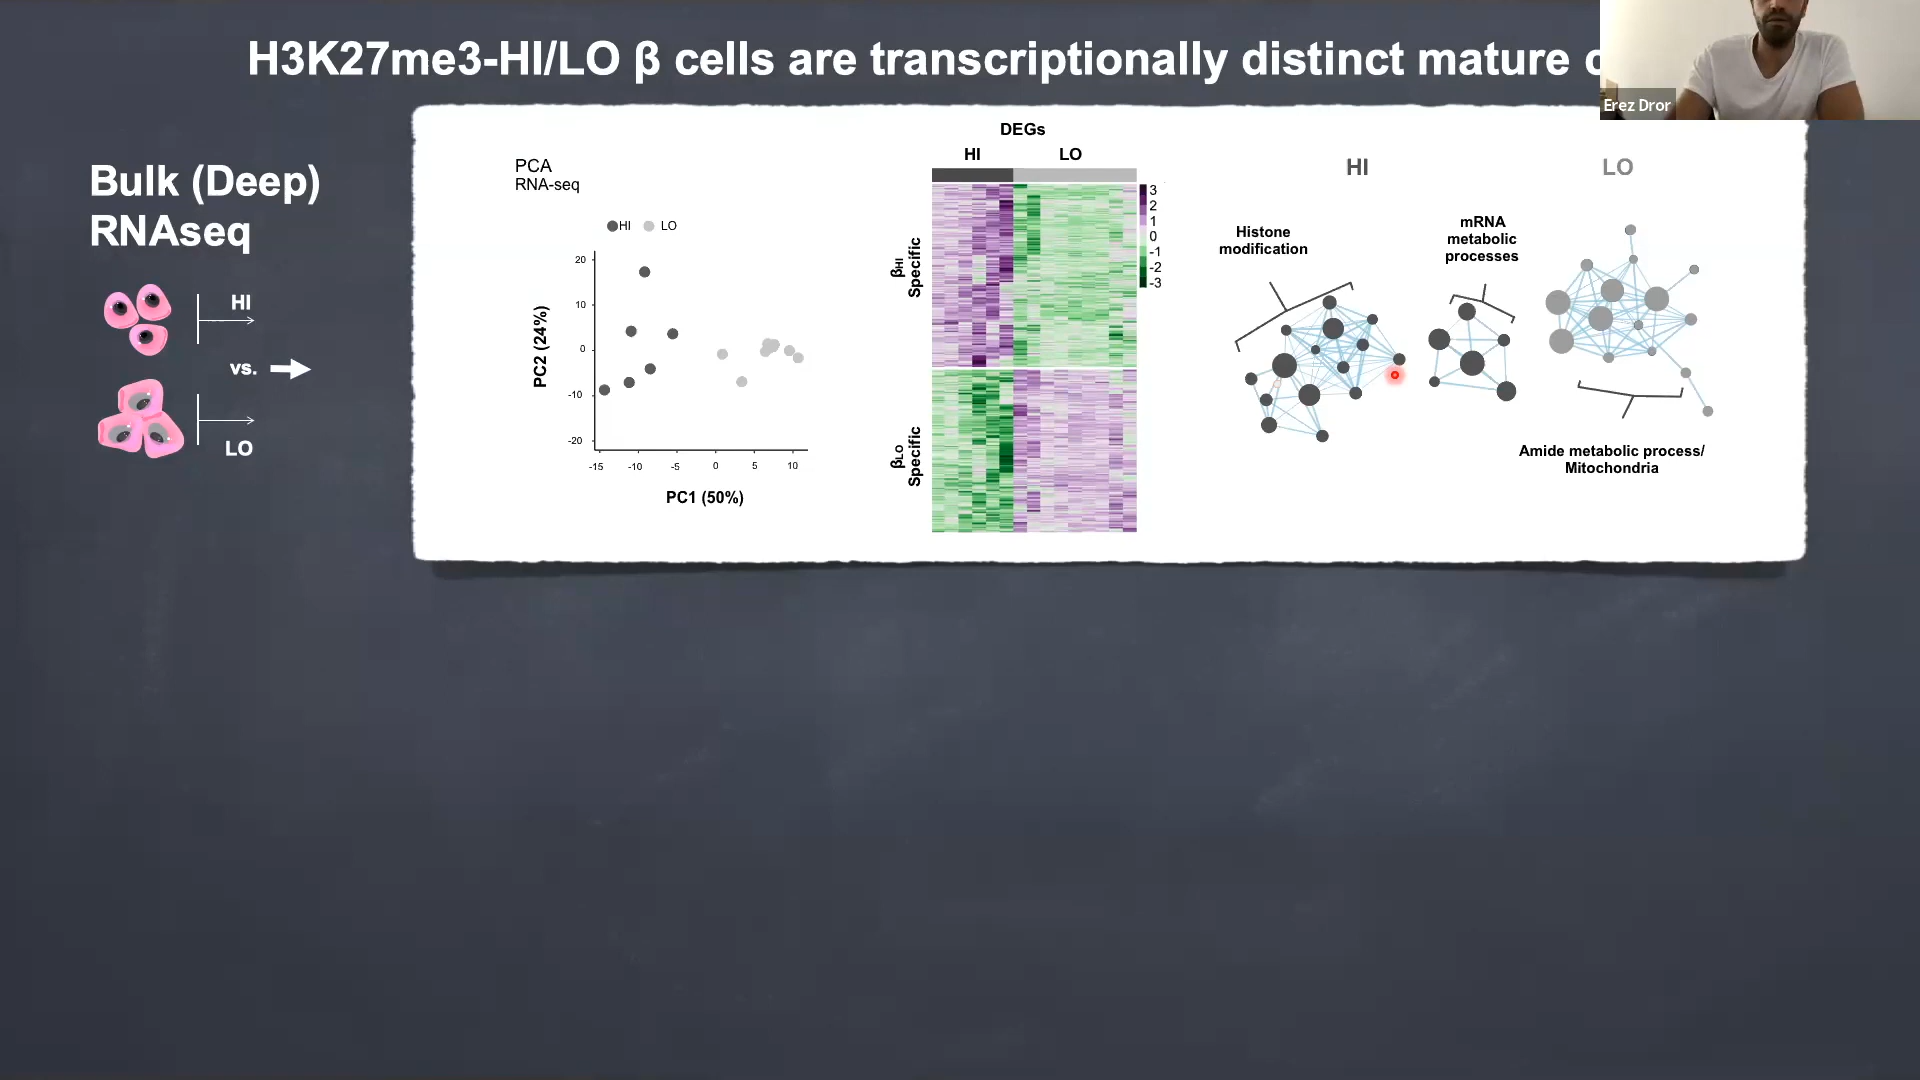 H3K27me3-HI/LO β cells are transcriptionally distinct mature
Erez Dror
Bulk (Deep)
RNAseq
HI
vs.
LO
PCA
RNA-seq
HI LO
20
10
0
-10
-20
PC2 (24%)
-15 -10 -5 0 5 10
PC1 (50%)
DEGs
HI LO
3
2
1
0
-1
-2
-3
βHI
Specific
βLO
Specific
HI
LO
Histone
modification
mRNA
metabolic
processes
Amide metabolic process/
Mitochondria